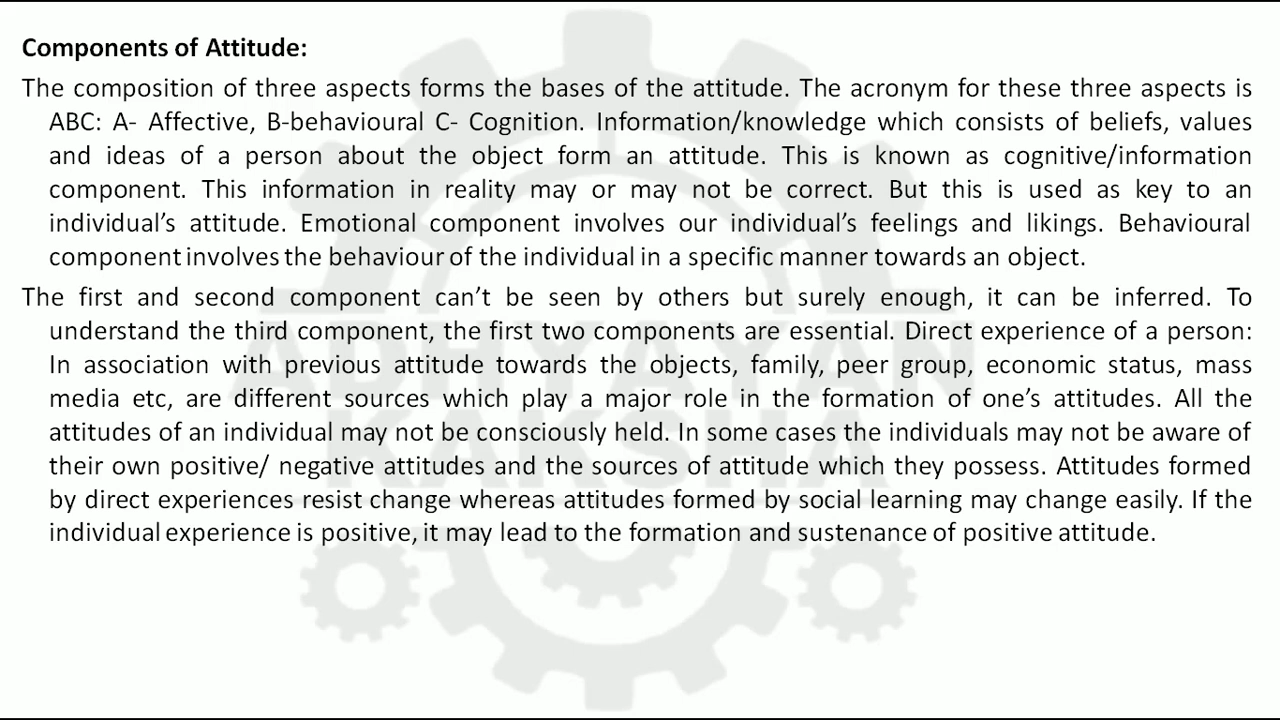 Components of Attitude:
The composition of three aspects forms the bases of the attitude. The acronym for these three aspects is
ABC: A- Affective, B-behavioural C- Cognition. Information/knowledge which consists of beliefs, values
and ideas of a person about the object form an attitude. This is known as cognitive/information
component. This information in reality may or may not be correct. But this is used as key to an
individual’s attitude. Emotional component involves our individual’s feelings and likings. Behavioural
component involves the behaviour of the individual in a specific manner towards an object.
The first and second component can’t be seen by others but surely enough, it can be inferred. To
understand the third component, the first two components are essential. Direct experience of a person:
In association with previous attitude towards the objects, family, peer group, economic status, mass
media etc, are different sources which play a major role in the formation of one’s attitudes. All the
attitudes of an individual may not be consciously held. In some cases the individuals may not be aware of
their own positive/ negative attitudes and the sources of attitude which they possess. Attitudes formed
by direct experiences resist change whereas attitudes formed by social learning may change easily. If the
individual experience is positive, it may lead to the formation and sustenance of positive attitude.
ADHYAYAN
KAKSHA